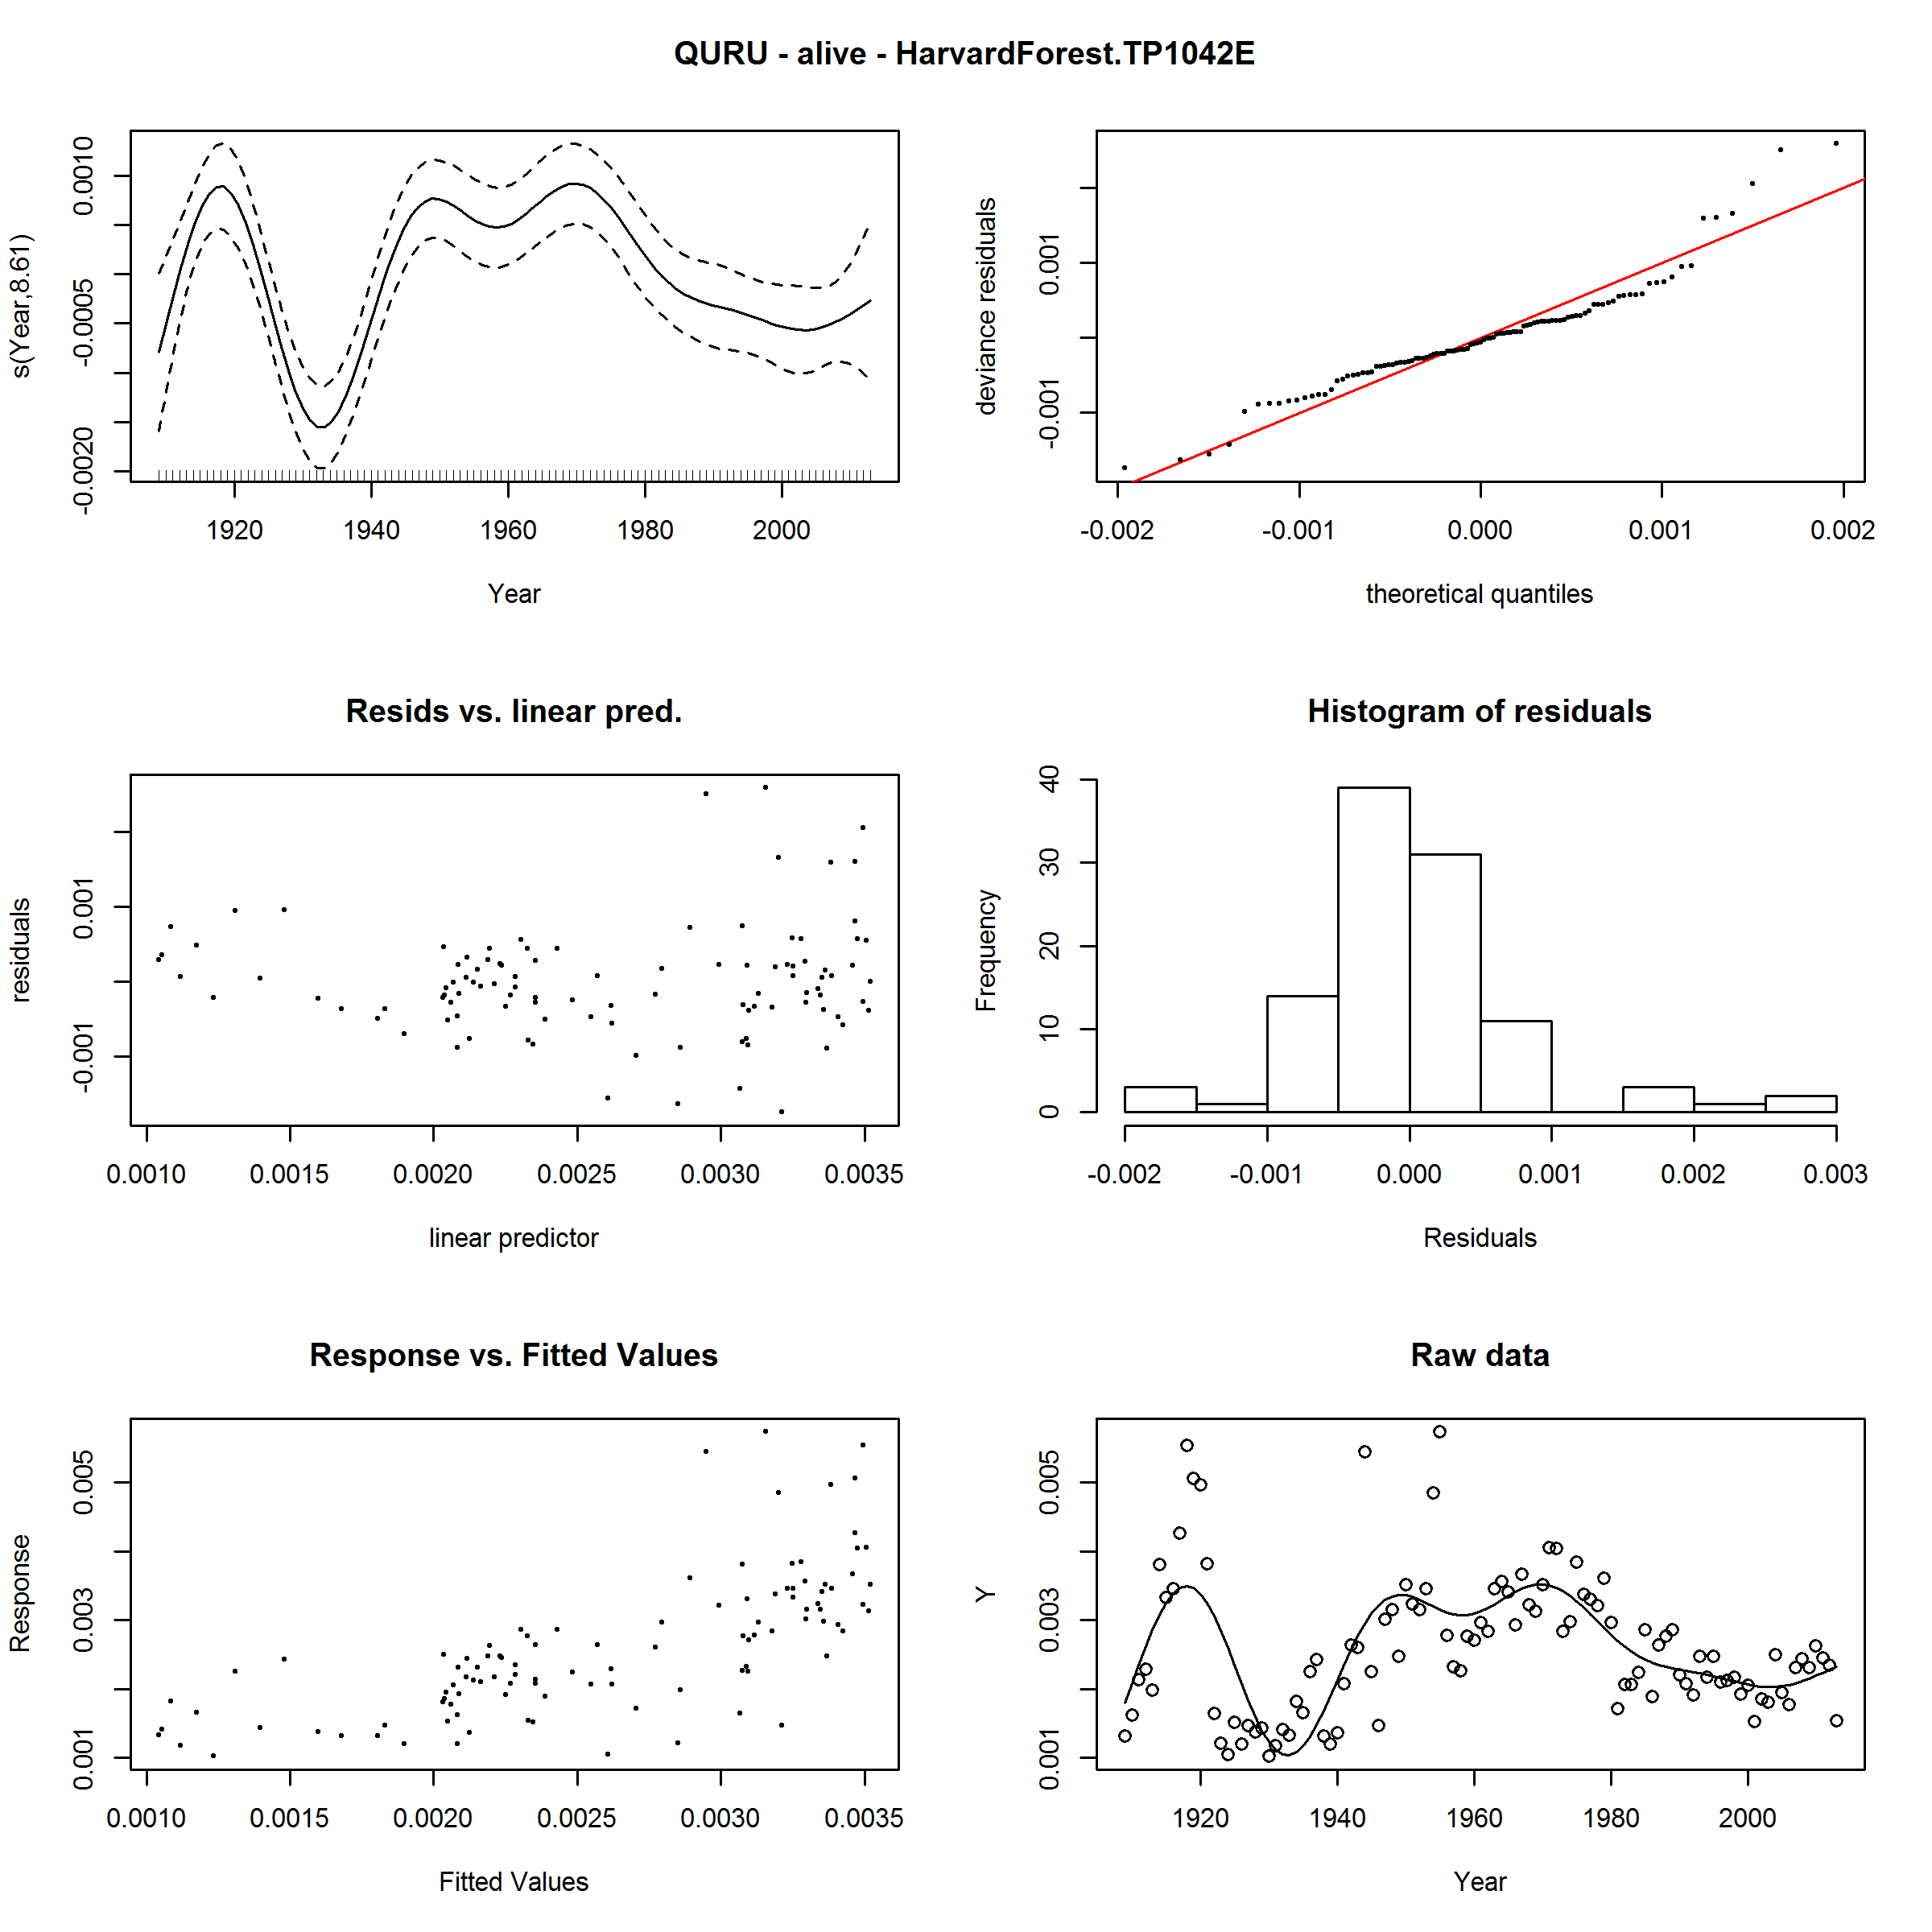 QURU - alive - HarvardForest.TP1042E
s(Year,8.61)
-0.0020 -0.0005 0.0010
1920 1940 1960 1980 2000
Year
deviance residuals
-0.001 0.001
-0.002 -0.001 0.000 0.001 0.002
theoretical quantiles
Resids vs. linear pred.
residuals
-0.001 0.001
0.0010 0.0015 0.0020 0.0025 0.0030 0.0035
linear predictor
Histogram of residuals
Frequency
0 10 20 30 40
-0.002 -0.001 0.000 0.001 0.002 0.003
Residuals
Response vs. Fitted Values
Response
0.001 0.003 0.005
0.0010 0.0015 0.0020 0.0025 0.0030 0.0035
Fitted Values
Raw data
Y
0.001 0.003 0.005
1920 1940 1960 1980 2000
Year